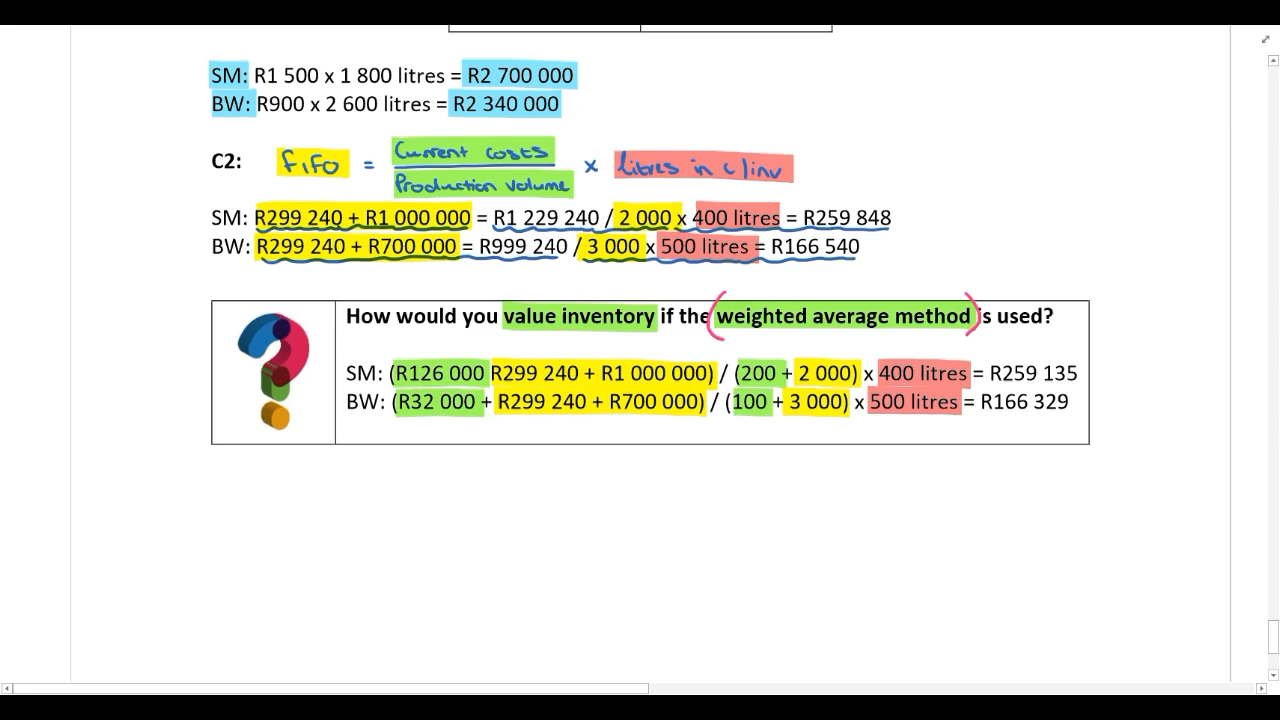 SM: R1 500 x 1 800 litres = R2 700 000
BW: R900 x 2 600 litres = R2 340 000
C2: FIFO = Current costs / Production volume x litres in c/inv
SM: R299 240 + R1 000 000 = R1 229 240 / 2 000 x 400 litres = R259 848
BW: R299 240 + R700 000 = R999 240 / 3 000 x 500 litres = R166 540
How would you value inventory if the (weighted average method) is used?
SM: (R126 000 R299 240 + R1 000 000) / (200 + 2 000) x 400 litres = R259 135
BW: (R32 000 + R299 240 + R700 000) / (100 + 3 000) x 500 litres = R166 329